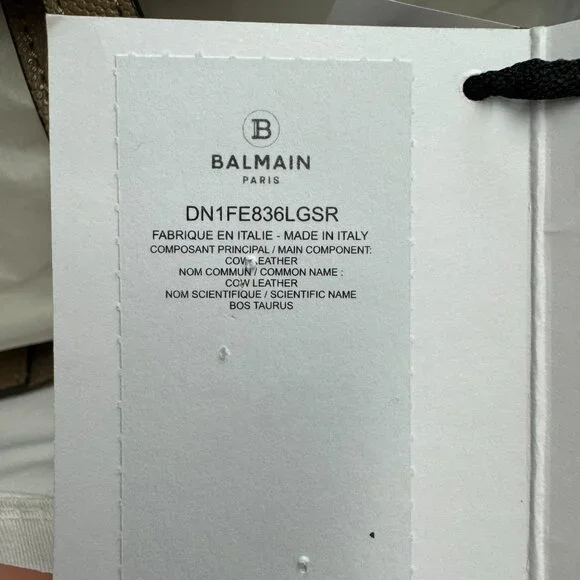 B
BALMAIN
PARIS
DN1FE836LGSR
FABRIQUE EN ITALIE - MADE IN ITALY
COMPOSANT PRINCIPAL / MAIN COMPONENT:
COW LEATHER
NOM COMMUN / COMMON NAME :
COW LEATHER
NOM SCIENTIFIQUE / SCIENTIFIC NAME
BOS TAURUS